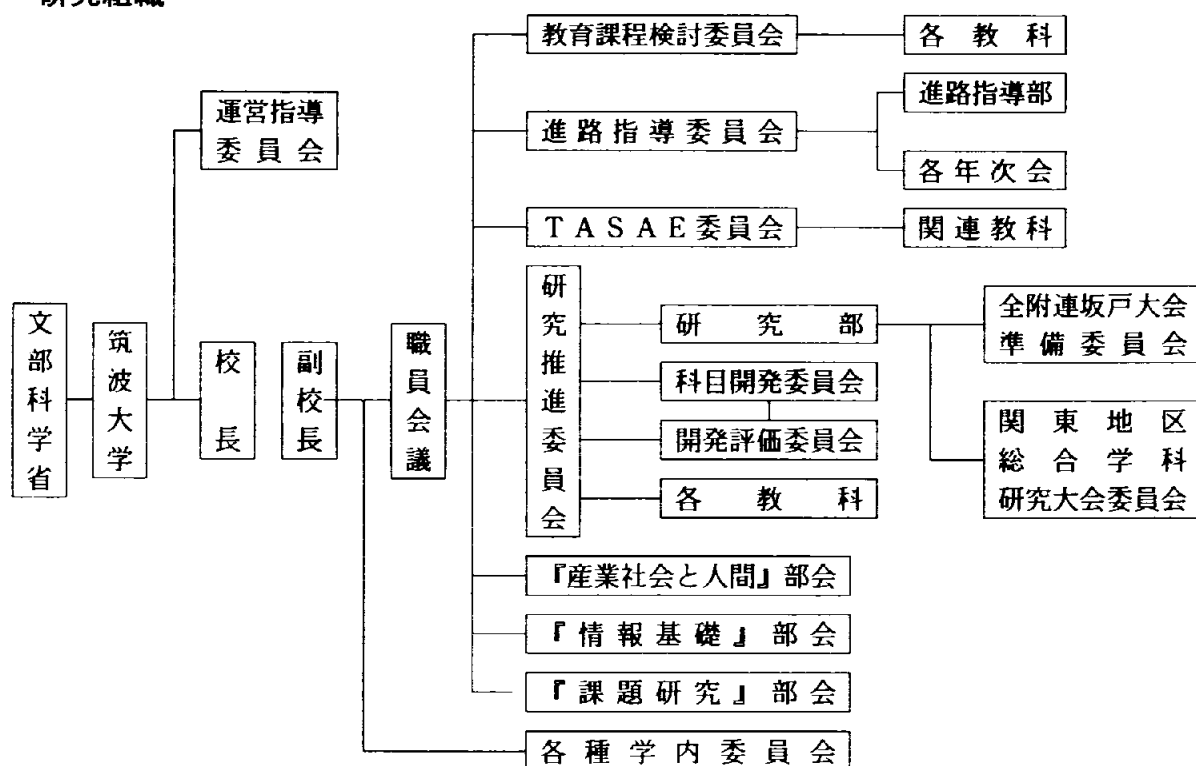 研究組織
教育課程検討委員会
各教科
運営指導
委員会
進路指導委員会
進路指導部
各年次会
TASAE委員会
関連教科
文部科学省
筑波大学
校長
副校長
職員会議
研究推進委員会
研究部
全附連坂戸大会
準備委員会
科目開発委員会
開発評価委員会
関東地区
総合学科
研究大会委員会
各教科
『産業社会と人間』部会
『情報基礎』部会
『課題研究』部会
各種学内委員会